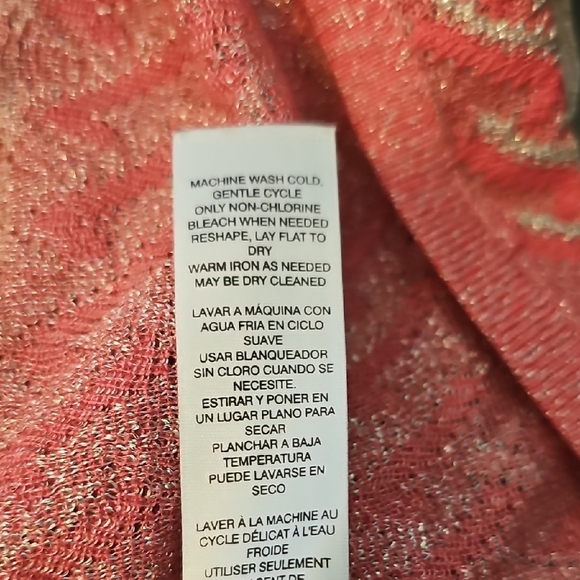 MACHINE WASH COLD,
GENTLE CYCLE
ONLY NON-CHLORINE
BLEACH WHEN NEEDED
RESHAPE, LAY FLAT TO
DRY
WARM IRON AS NEEDED
MAY BE DRY CLEANED
LAVAR A MÁQUINA CON
AGUA FRIA EN CICLO
SUAVE
USAR BLANQUEADOR
SIN CLORO CUANDO SE
NECESITE.
ESTIRAR Y PONER EN
UN LUGAR PLANO PARA
SECAR
PLANCHAR A BAJA
TEMPERATURA
PUEDE LAVARSE EN
SECO
LAVER À LA MACHINE AU
CYCLE DÉLICAT À L'EAU
FROIDE
UTILISER SEULEMENT
DE